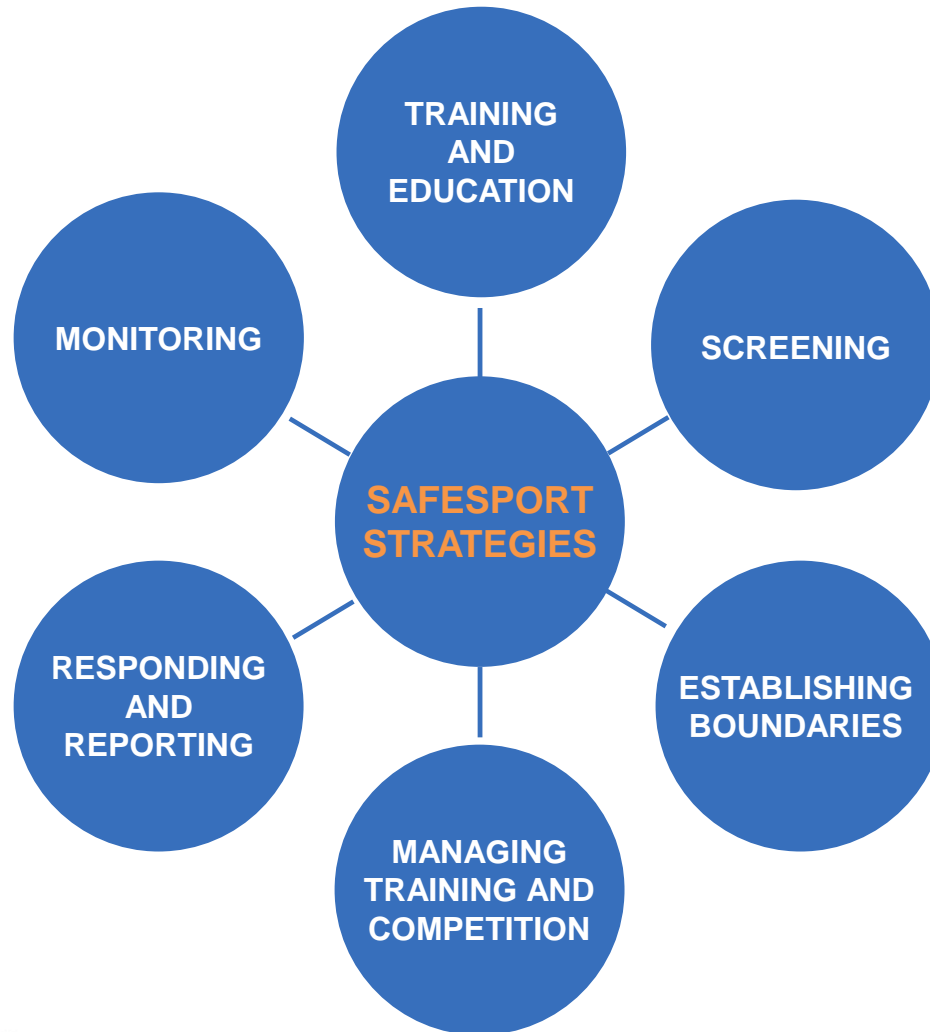 TRAINING
AND
EDUCATION
MONITORING
SCREENING
SAFESPORT
STRATEGIES
RESPONDING
AND
REPORTING
ESTABLISHING
BOUNDARIES
MANAGING
TRAINING AND
COMPETITION